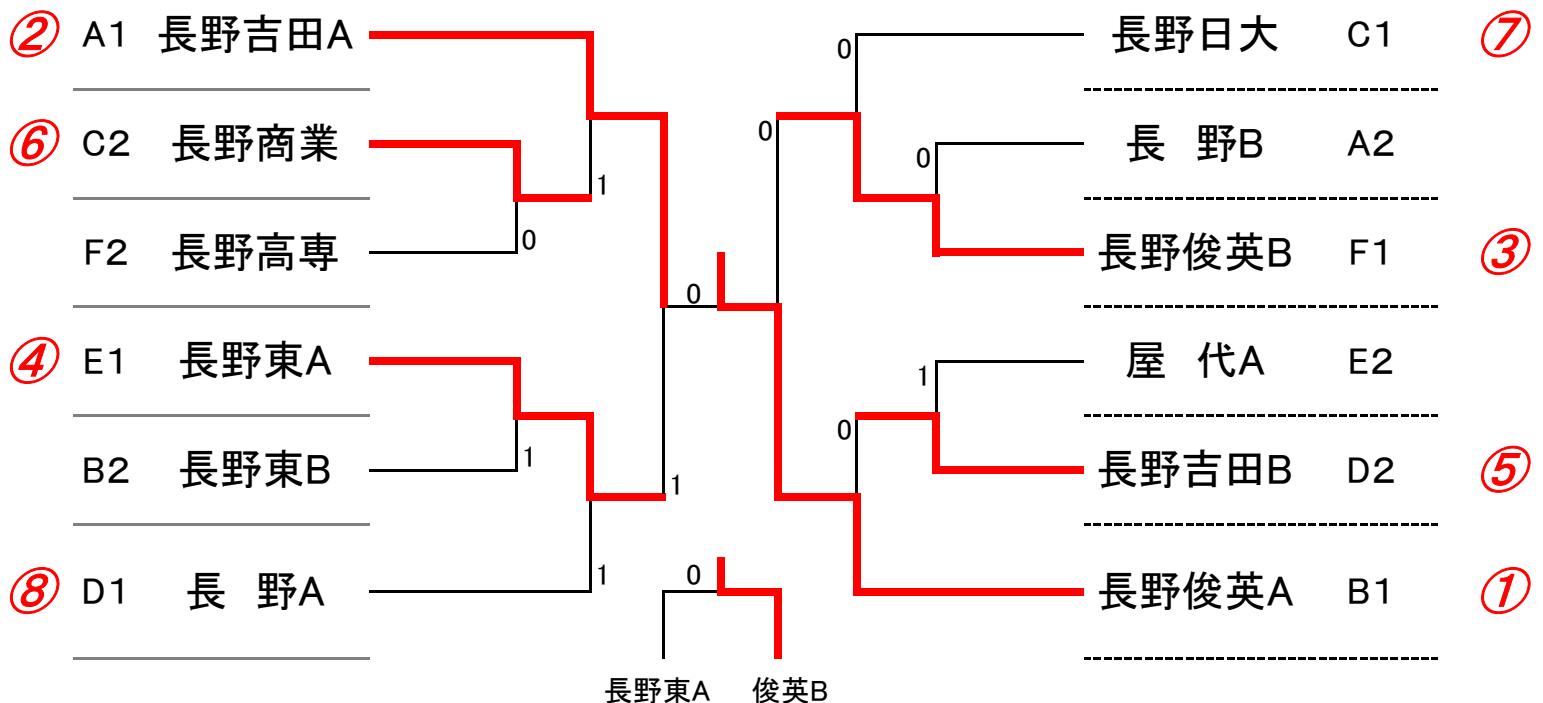 ② A1 長野吉田A
⑥ C2 長野商業
F2 長野高専
④ E1 長野東A
B2 長野東B
⑧ D1 長 野A
1
0
1
1
0
1
0
長野東A 俊英B
0
0
0
1
0
長野日大 C1 ⑦
長 野B A2
長野俊英B F1 ③
屋 代A E2
長野吉田B D2 ⑤
長野俊英A B1 ①